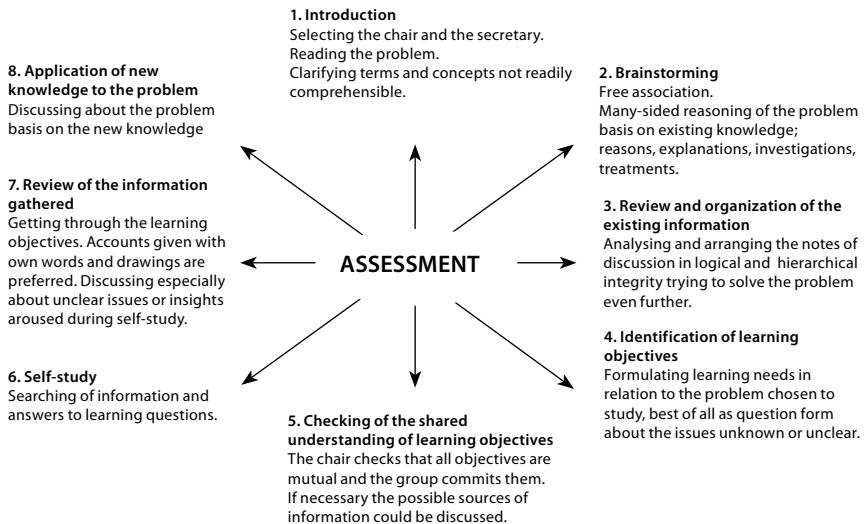 1. Introduction
Selecting the chair and the secretary.
Reading the problem.
Clarifying terms and concepts not readily
comprehensible.
2. Brainstorming
Free association.
Many-sided reasoning of the problem
basis on existing knowledge;
reasons, explanations, investigations,
treatments.
3. Review and organization of the
existing information
Analysing and arranging the notes of
discussion in logical and hierarchical
integrity trying to solve the problem
even further.
4. Identification of learning
objectives
Formulating learning needs in
relation to the problem chosen to
study, best of all as question form
about the issues unknown or unclear.
5. Checking of the shared
understanding of learning objectives
The chair checks that all objectives are
mutual and the group commits them.
If necessary the possible sources of
information could be discussed.
6. Self-study
Searching of information and
answers to learning questions.
7. Review of the information
gathered
Getting through the learning
objectives. Accounts given with
own words and drawings are
preferred. Discussing especially
about unclear issues or insights
aroused during self-study.
8. Application of new
knowledge to the problem
Discussing about the problem
basis on the new knowledge
ASSESSMENT